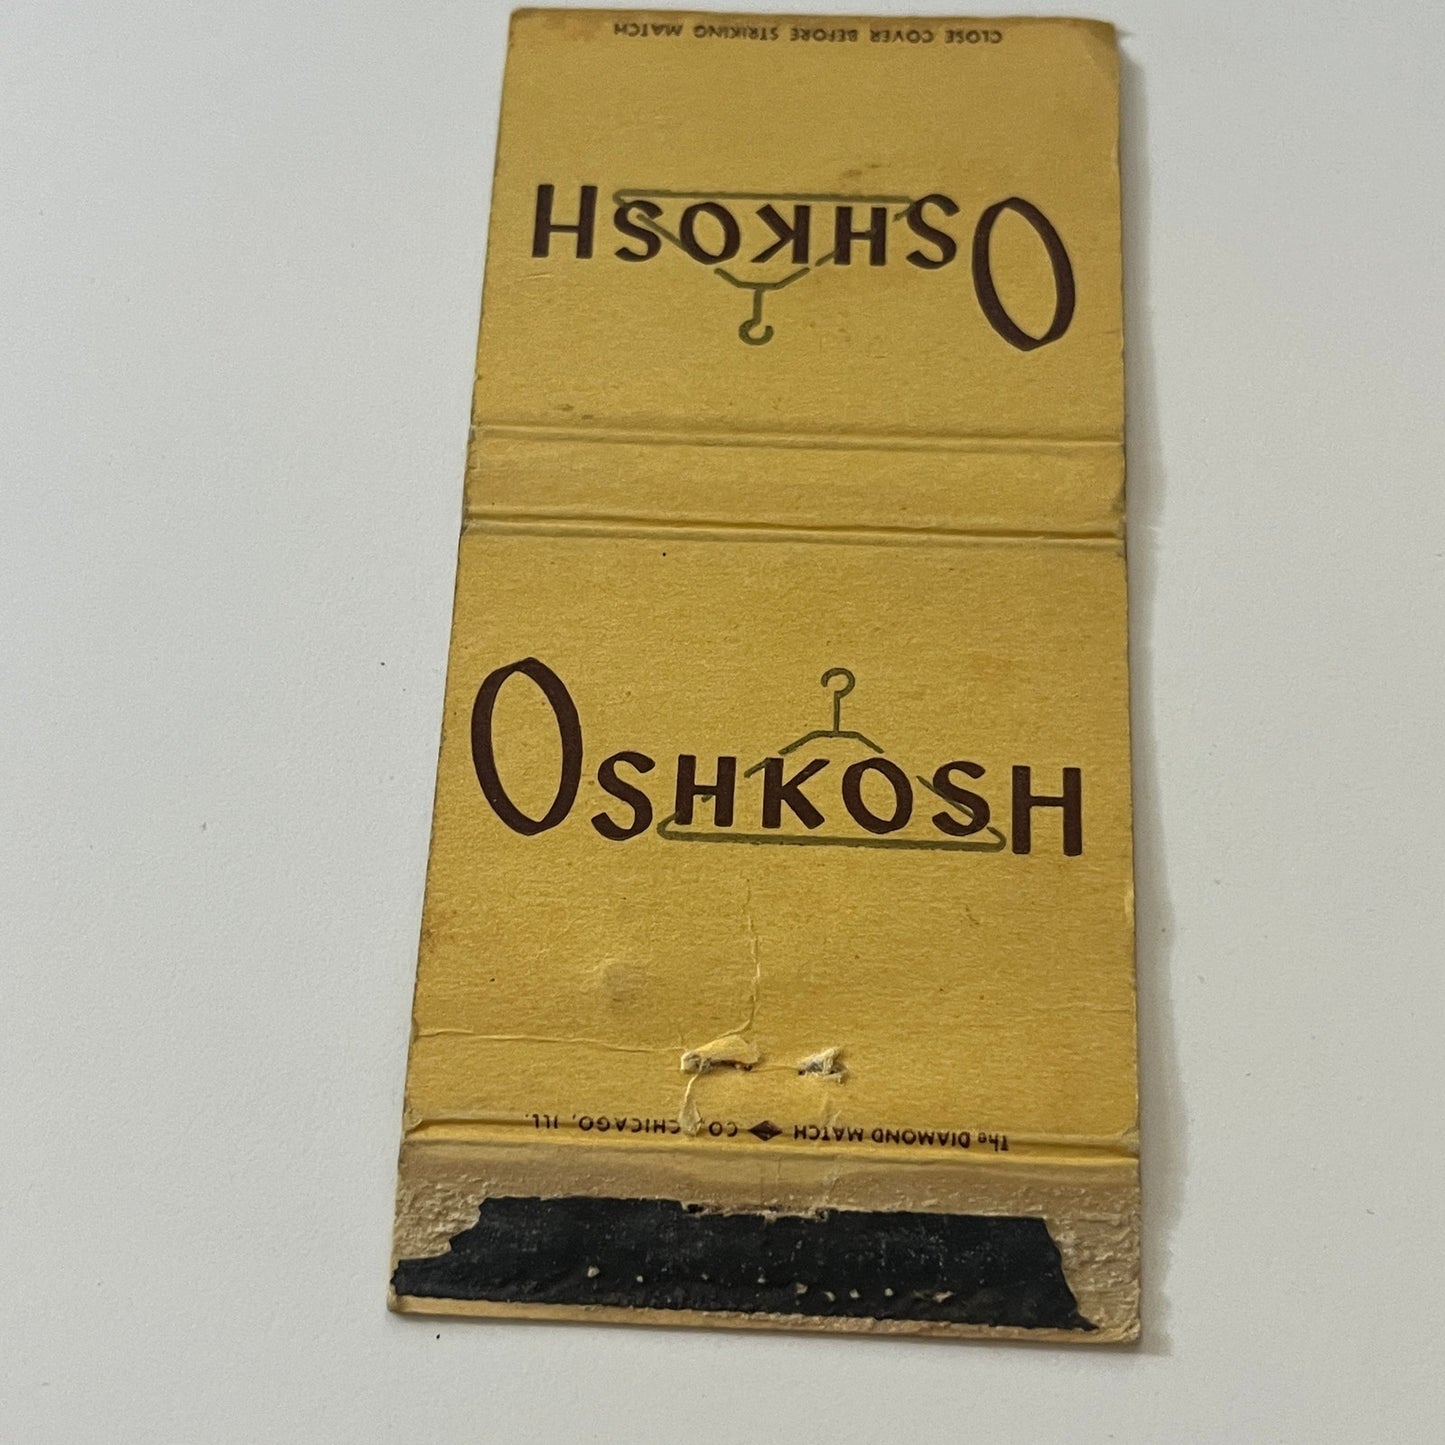 CLOSE COVER BEFORE STRIKING MATCH
OSHKOSH
OSHKOSH
The DIAMOND MATCH CO., CHICAGO, ILL.